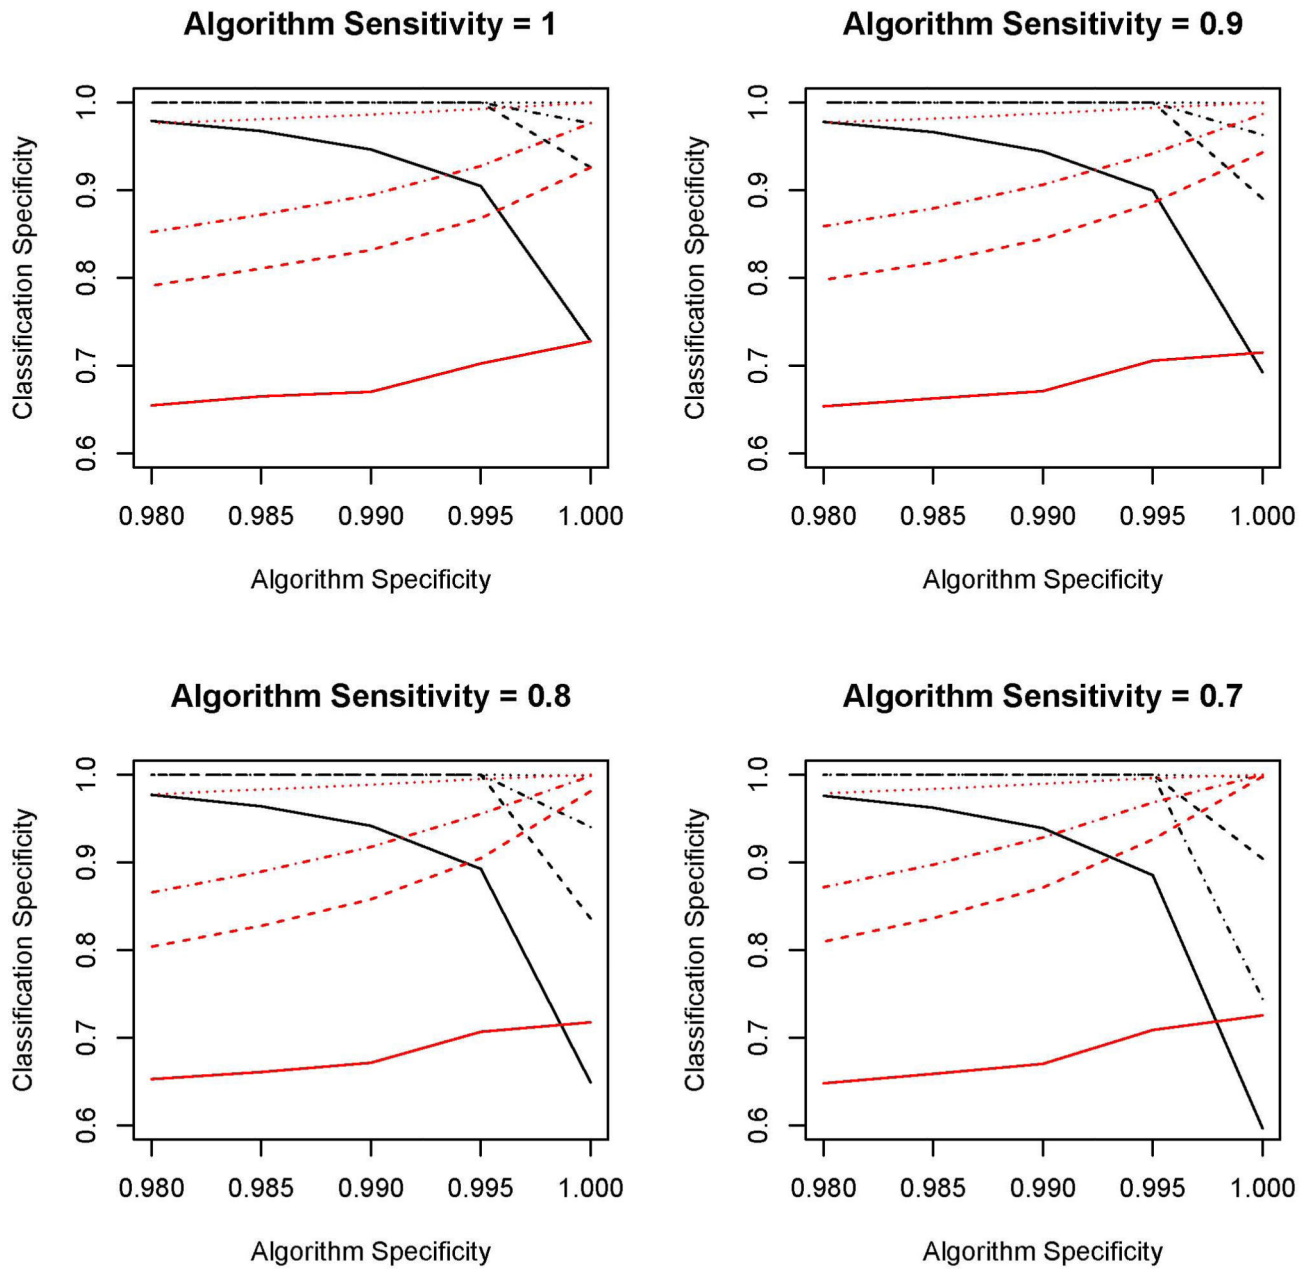 Algorithm Sensitivity = 1
Classification Specificity
1.0
0.9
0.8
0.7
0.6
0.980 0.985 0.990 0.995 1.000
Algorithm Specificity
Algorithm Sensitivity = 0.9
Classification Specificity
1.0
0.9
0.8
0.7
0.6
0.980 0.985 0.990 0.995 1.000
Algorithm Specificity
Algorithm Sensitivity = 0.8
Classification Specificity
1.0
0.9
0.8
0.7
0.6
0.980 0.985 0.990 0.995 1.000
Algorithm Specificity
Algorithm Sensitivity = 0.7
Classification Specificity
1.0
0.9
0.8
0.7
0.6
0.980 0.985 0.990 0.995 1.000
Algorithm Specificity